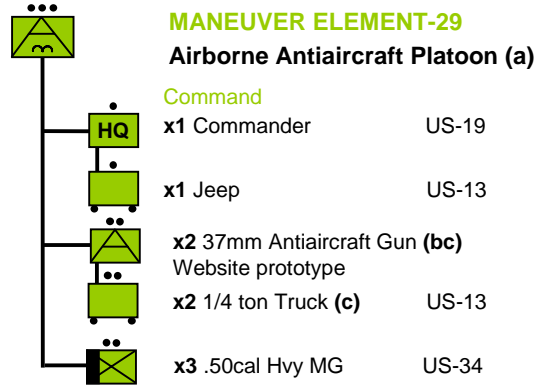 MANEUVER ELEMENT-29
Airborne Antiaircraft Platoon (a)
Command
HQ x1 Commander US-19
x1 Jeep US-13
x2 37mm Antiaircraft Gun (bc)
Website prototype
x2 1/4 ton Truck (c) US-13
x3 .50cal Hvy MG US-34